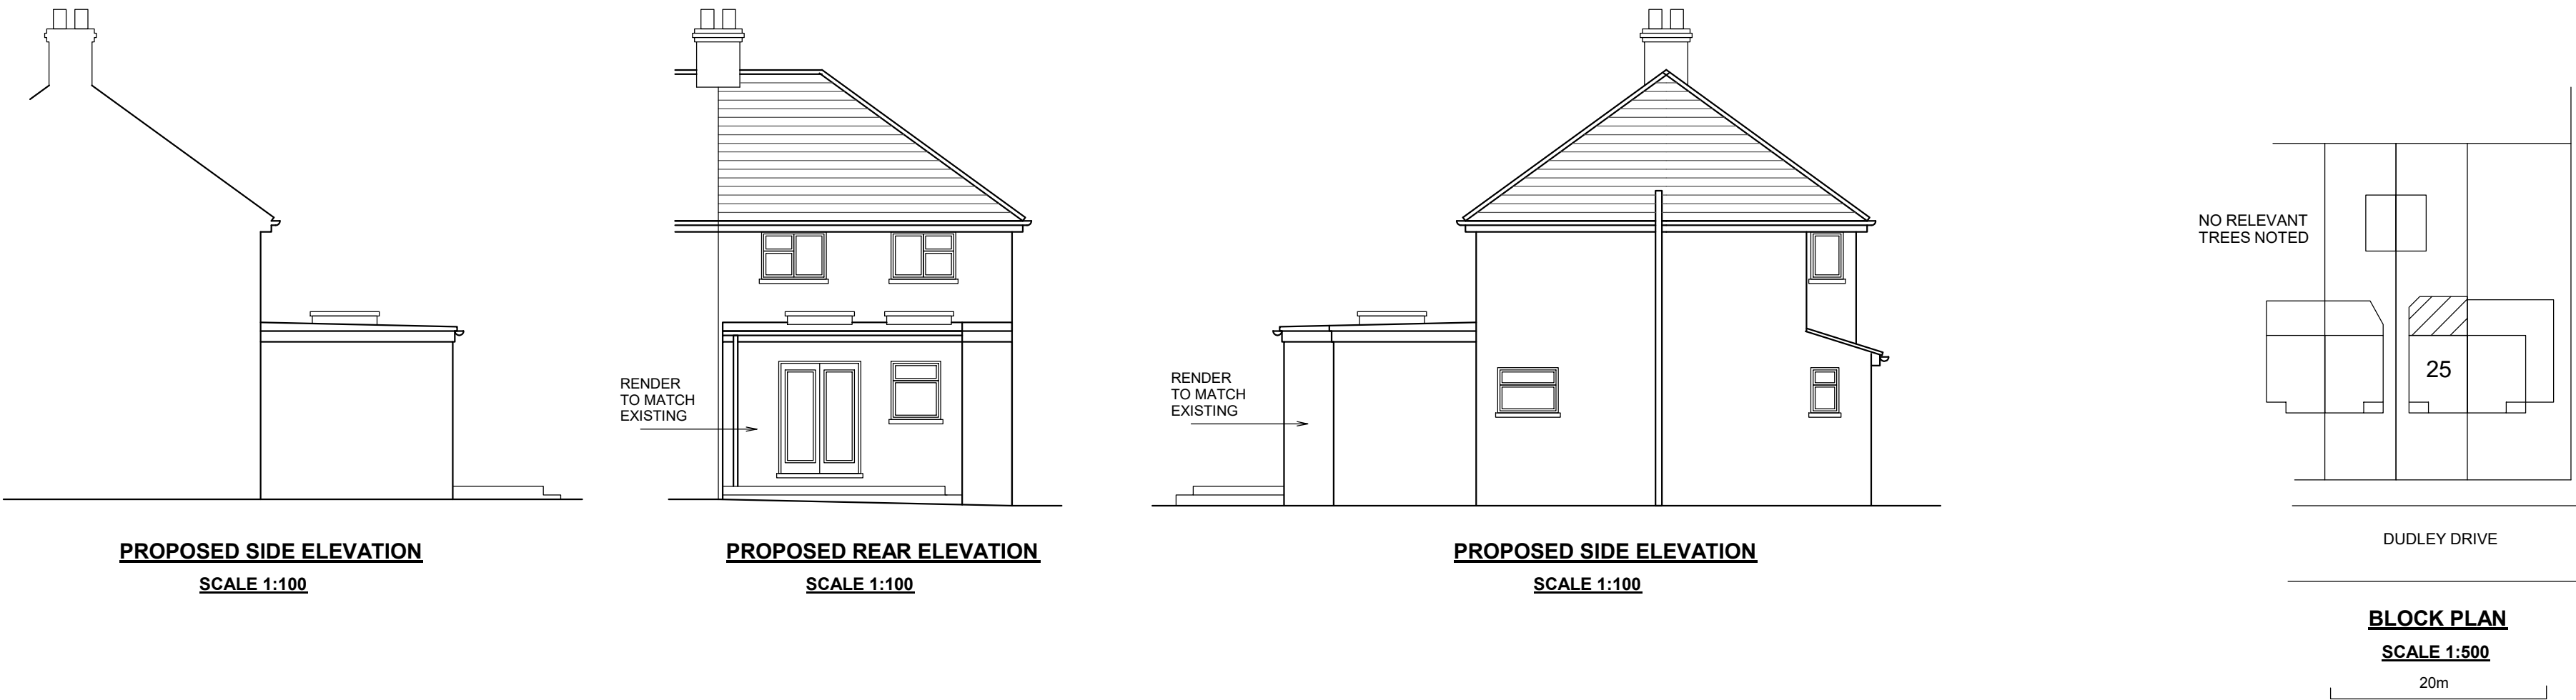 PROPOSED SIDE ELEVATION
SCALE 1:100
RENDER
TO MATCH
EXISTING
PROPOSED REAR ELEVATION
SCALE 1:100
RENDER
TO MATCH
EXISTING
PROPOSED SIDE ELEVATION
SCALE 1:100
NO RELEVANT
TREES NOTED
25
DUDLEY DRIVE
BLOCK PLAN
SCALE 1:500
20m